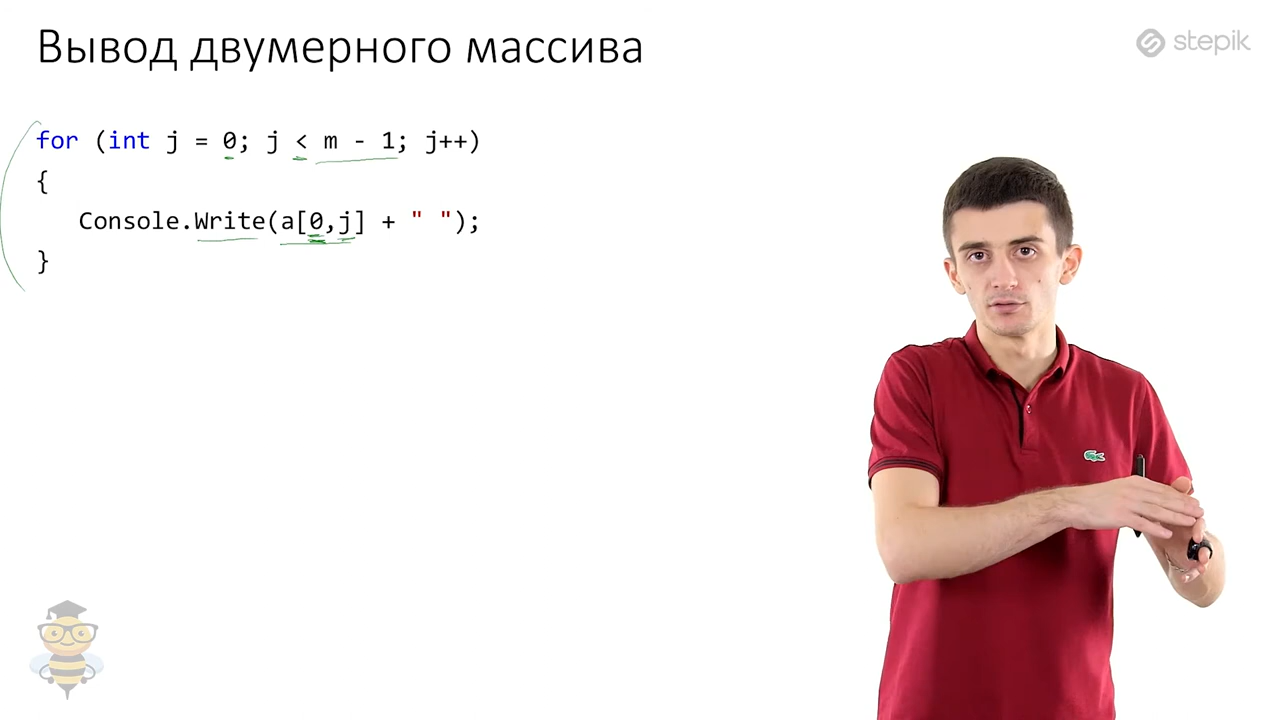 Вывод двумерного массива
stepik
for (int j = 0; j < m - 1; j++)
{
Console.Write(a[0,j] + " ");
}